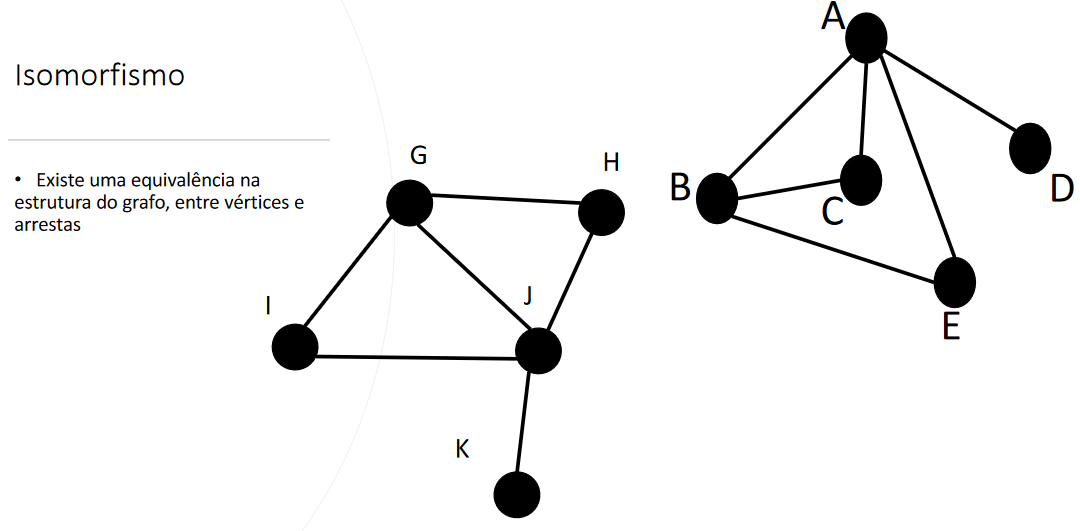 Isomorfismo
• Existe uma equivalência na
estrutura do grafo, entre vértices e
arrestas
G
H
I
J
K
A
B
C
D
E